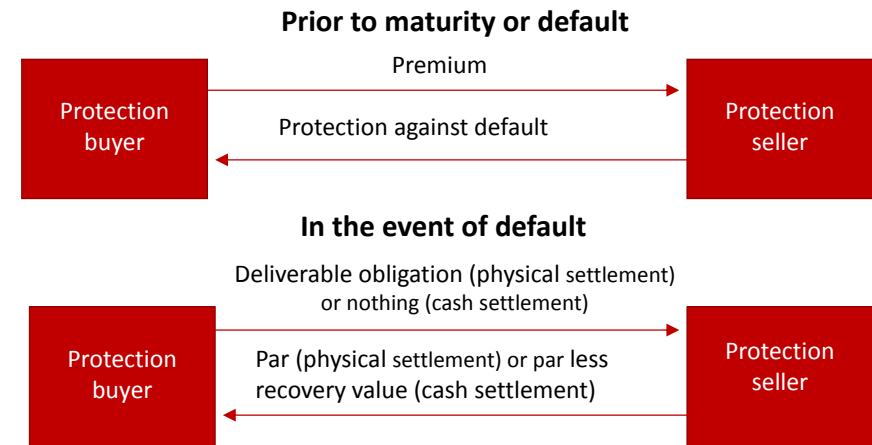 Prior to maturity or default
Premium
Protection
buyer
Protection against default
Protection
seller
In the event of default
Deliverable obligation (physical settlement)
or nothing (cash settlement)
Protection
buyer
Par (physical settlement) or par less
recovery value (cash settlement)
Protection
seller